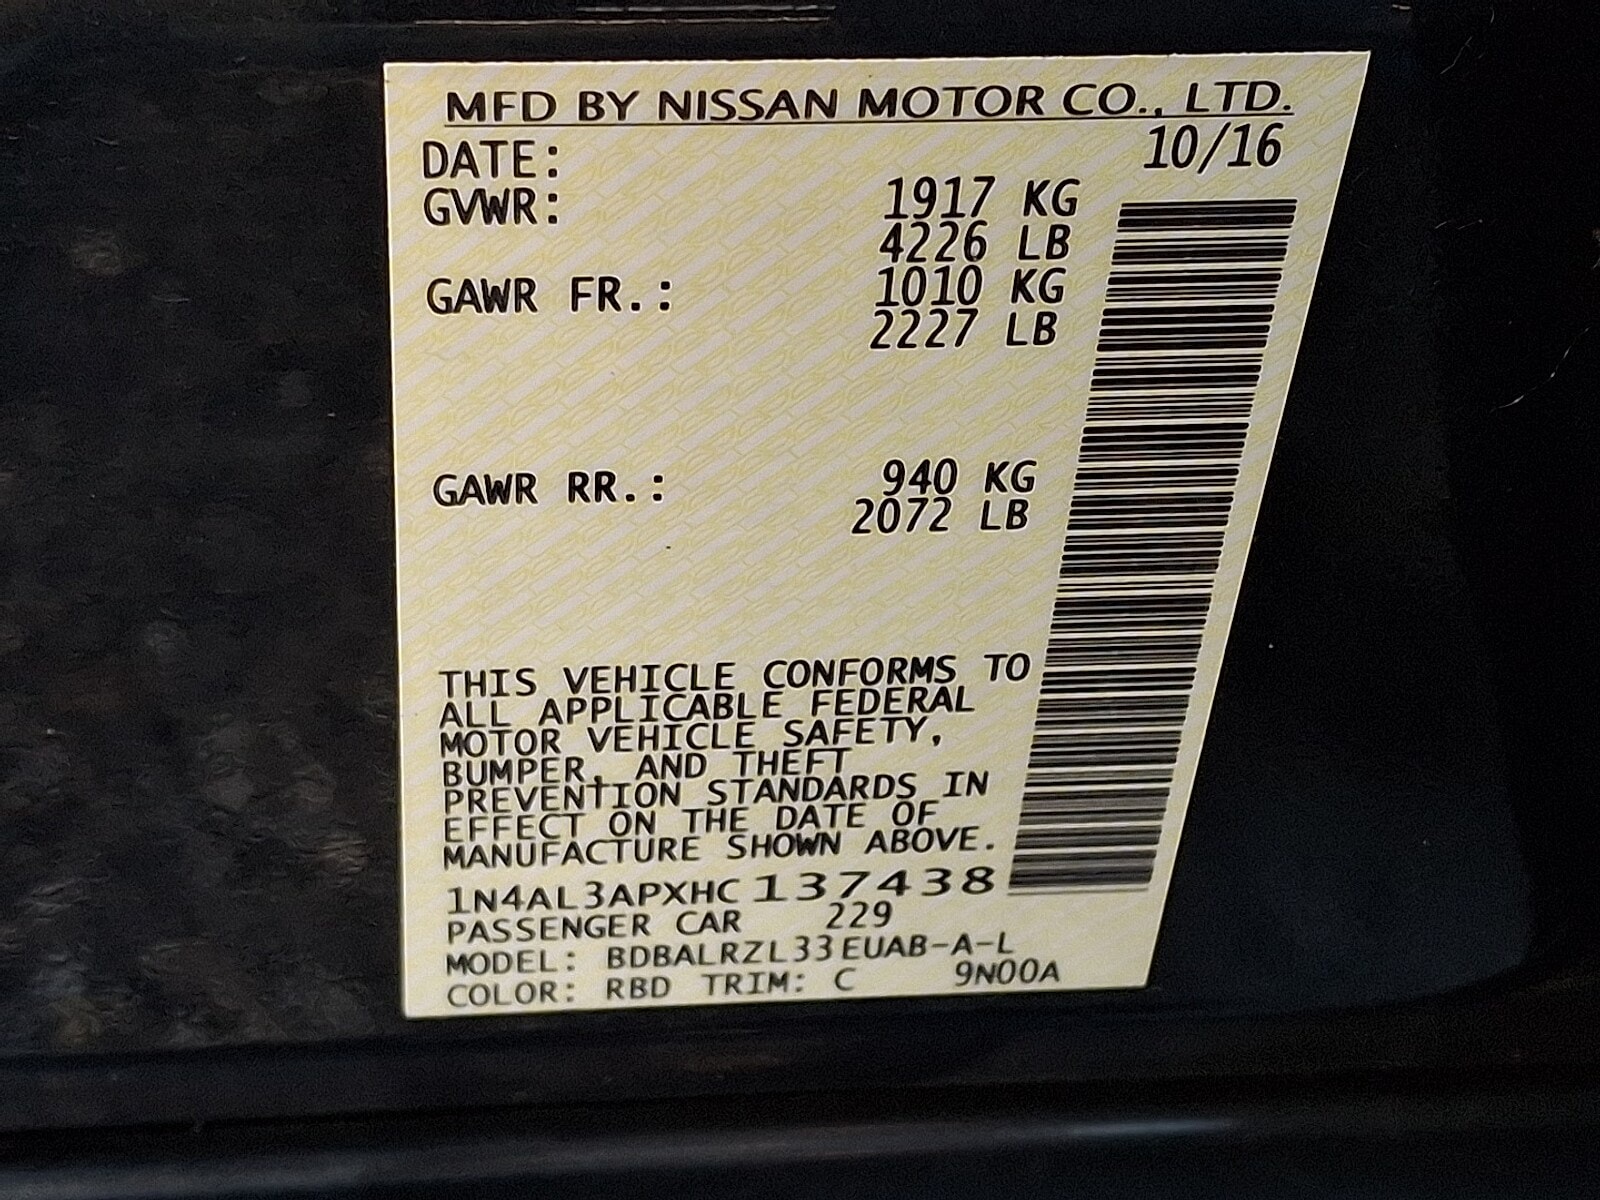 MFD BY NISSAN MOTOR CO., LTD.
DATE: 10/16
GVWR: 1917 KG
4226 LB
GAWR FR.: 1010 KG
2227 LB
GAWR RR.: 940 KG
2072 LB
THIS VEHICLE CONFORMS TO
ALL APPLICABLE FEDERAL
MOTOR VEHICLE SAFETY,
BUMPER, AND THEFT
PREVENTION STANDARDS IN
EFFECT ON THE DATE OF
MANUFACTURE SHOWN ABOVE.
1N4AL3APXHC137438
PASSENGER CAR 229
MODEL: BDBALRZL33EUAB-A-L
COLOR: RBD TRIM: C 9N00A